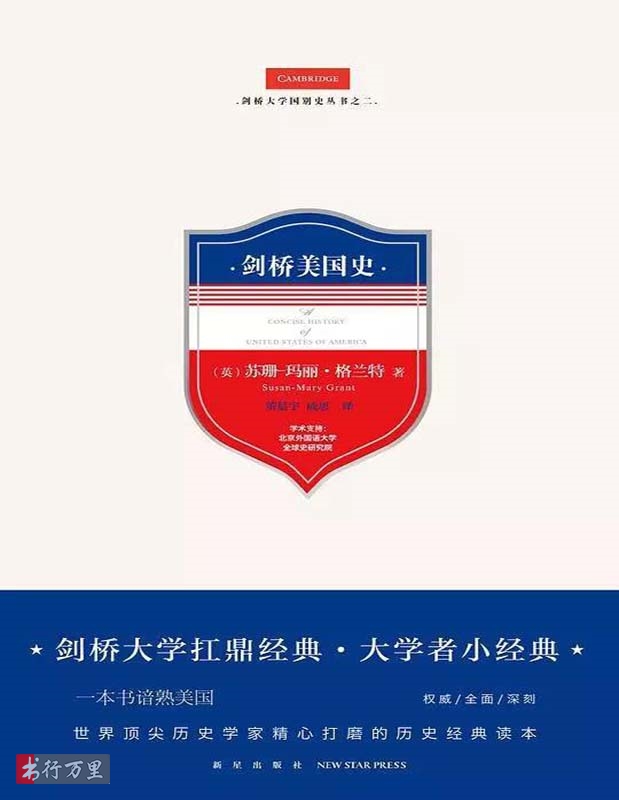 CAMBRIDGE
·剑桥大学国别史丛书之二·
·剑桥美国史·
A
CONCISE HISTORY
of
UNITED STATES OF AMERICA
(英) 苏珊-玛丽·格兰特 著
Susan-Mary Grant
董晨宇 成思 译
学术支持:
北京外国语大学
全球史研究院
★ 剑桥大学扛鼎经典·大学者小经典 ★
一本书谙熟美国 权威/全面/深刻
世界顶尖历史学家精心打磨的历史经典读本
书行万里
新星出版社 NEW STAR PRESS